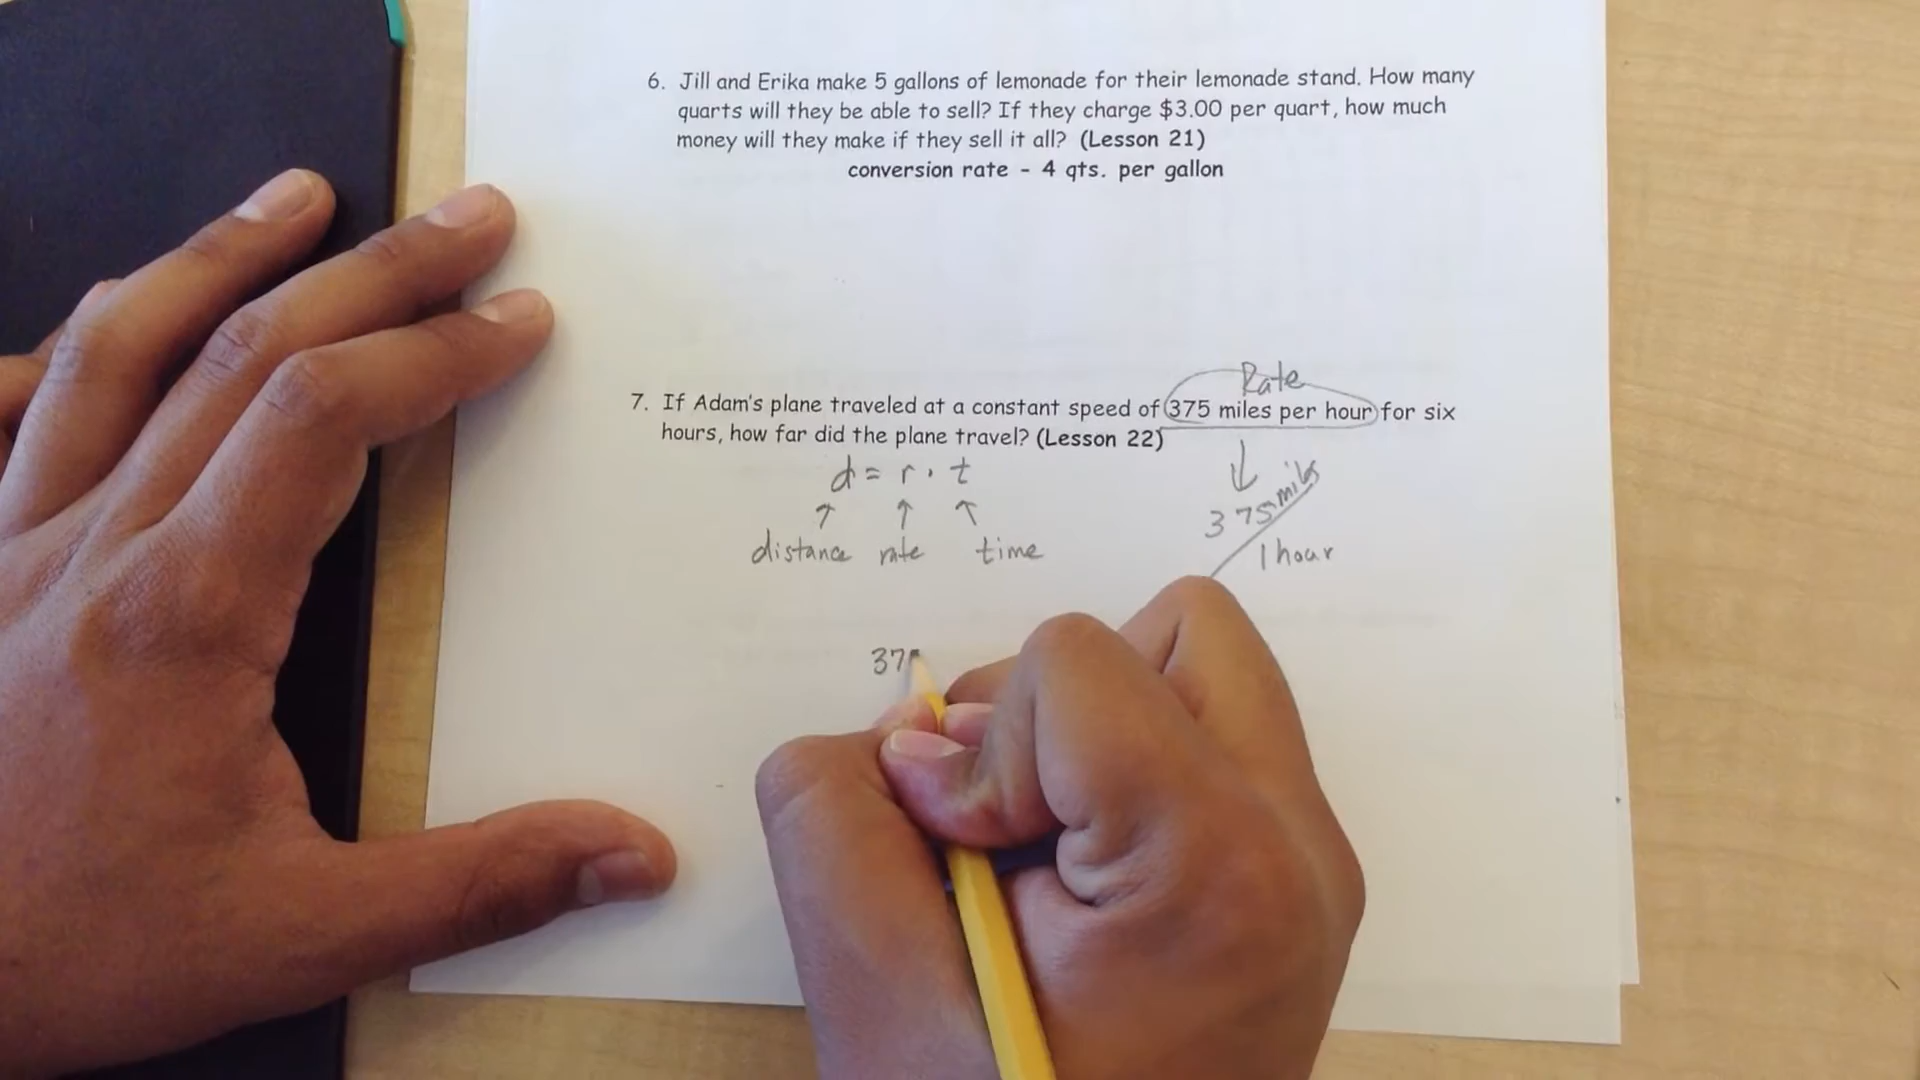 6. Jill and Erika make 5 gallons of lemonade for their lemonade stand. How many
quarts will they be able to sell? If they charge $3.00 per quart, how much
money will they make if they sell it all? (Lesson 21)
conversion rate - 4 qts. per gallon
Rate
7. If Adam's plane traveled at a constant speed of 375 miles per hour for six
hours, how far did the plane travel? (Lesson 22)
d = r · t
distance rate time
375 miles
1 hour
37